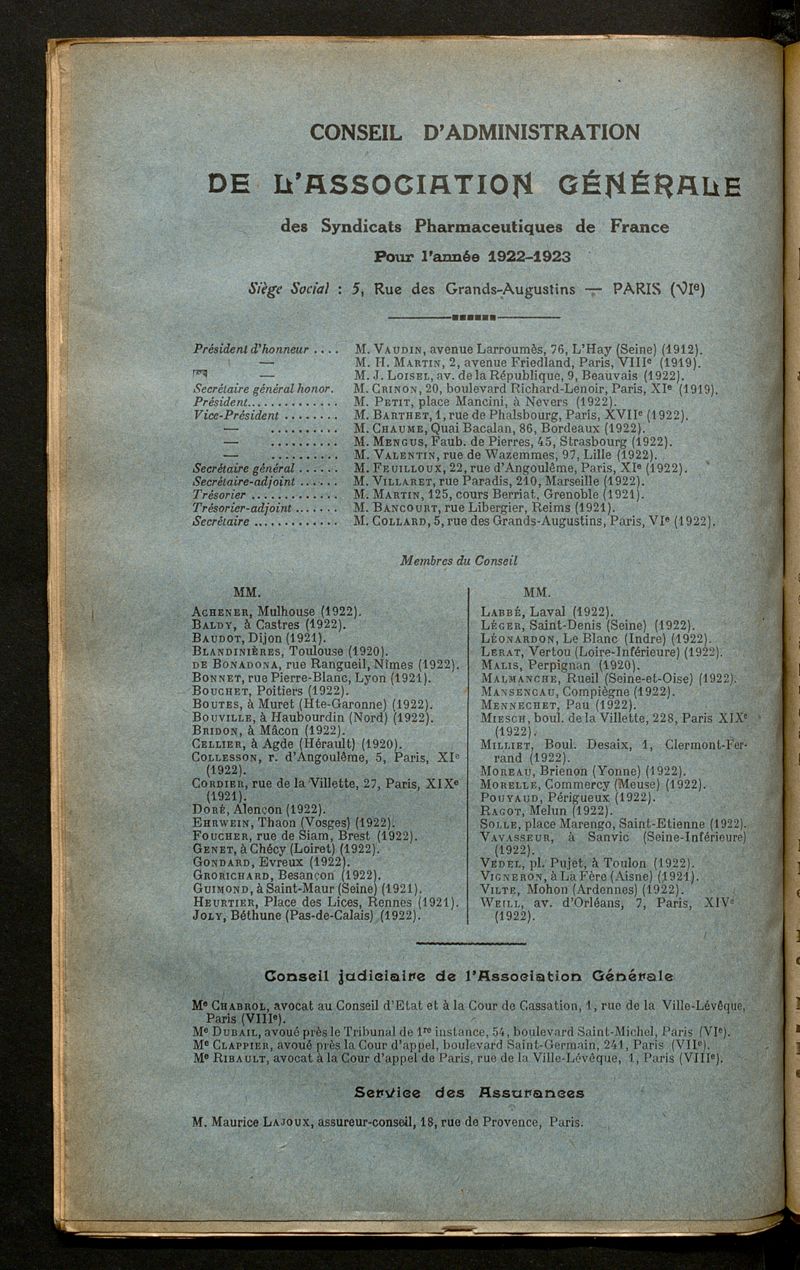 CONSEIL D'ADMINISTRATION
DE L'ASSOCIATION GÉNÉRALE
des Syndicats Pharmaceutiques de France
Pour l'année 1922-1923
Siège Social : 5, Rue des Grands-Augustins — PARIS (VIe)
Président d'honneur .... M. VAUDIN, avenue Larroumès, 76, L'Hay (Seine) (1912).
— M. H. MARTIN, 2, avenue Friedland, Paris, VIIIe (1919).
— M. J. LOISEL, av. de la République, 9, Beauvais (1922).
Secrétaire général honor. M. CRINON, 20, boulevard Richard-Lenoir, Paris, XIe (1919).
Président.............. M. PETIT, place Mancini, à Nevers (1922).
Vice-Président ........ M. BARTHET, 1, rue de Phalsbourg, Paris, XVIIe (1922).
— .......... M. CHAUME, Quai Bacalan, 86, Bordeaux (1922).
— .......... M. MENGUS, Faub. de Pierres, 45, Strasbourg (1922).
— .......... M. VALENTIN, rue de Wazemmes, 97, Lille (1922).
Secrétaire général ...... M. FEUILLOUX, 22, rue d'Angoulême, Paris, XIe (1922).
Secrétaire-adjoint ...... M. VILLARET, rue Paradis, 210, Marseille (1922).
Trésorier ............. M. MARTIN, 125, cours Berriat, Grenoble (1921).
Trésorier-adjoint ....... M. BANCOURT, rue Libergier, Reims (1921).
Secrétaire ............. M. COLLARD, 5, rue des Grands-Augustins, Paris, VIe (1922).
Membres du Conseil
MM.
ACHENER, Mulhouse (1922).
BALDY, à Castres (1922).
BAUDOT, Dijon (1921).
BLANDINIÈRES, Toulouse (1920).
DE BONADONA, rue Rangueil, Nîmes (1922).
BONNET, rue Pierre-Blanc, Lyon (1921).
BOUCHET, Poitiers (1922).
BOUTES, à Muret (Hte-Garonne) (1922).
BOUVILLE, à Haubourdin (Nord) (1922).
BRIDON, à Mâcon (1922).
CELLIER, à Agde (Hérault) (1920).
COLLESSON, r. d'Angoulême, 5, Paris, XIe
(1922).
CORDIER, rue de la Villette, 27, Paris, XIXe
(1921).
DORÉ, Alençon (1922).
EHRWEIN, Thaon (Vosges) (1922).
FOUCHER, rue de Siam, Brest (1922).
GENET, à Chécy (Loiret) (1922).
GONDARD, Evreux (1922).
GRORICHARD, Besançon (1922).
GUIMOND, à Saint-Maur (Seine) (1921).
HEURTIER, Place des Lices, Rennes (1921).
JOLY, Béthune (Pas-de-Calais) (1922).
MM.
LABBÉ, Laval (1922).
LÉGER, Saint-Denis (Seine) (1922).
LÉONARDON, Le Blanc (Indre) (1922).
LERAT, Vertou (Loire-Inférieure) (1922).
MALIS, Perpignan (1920).
MALMANCHE, Rueil (Seine-et-Oise) (1922).
MANSENCAU, Compiègne (1922).
MENNECHET, Pau (1922).
MIESCH, boul. de la Villette, 228, Paris XIXe
(1922).
MILLIET, Boul. Desaix, 1, Clermont-Fer-
rand (1922).
MOREAU, Brienon (Yonne) (1922).
MORELLE, Commercy (Meuse) (1922).
POUYAUD, Périgueux (1922).
RAGOT, Melun (1922).
SOLLE, place Marengo, Saint-Etienne (1922).
VAVASSEUR, à Sanvic (Seine-Inférieure)
(1922).
VEDEL, pl. Pujet, à Toulon (1922).
VIGNERON, à La Fère (Aisne) (1921).
VILTE, Mohon (Ardennes) (1922).
WEILL, av. d'Orléans, 7, Paris, XIVe
(1922).
Conseil judiciaire de l'Association Générale
Me CHABROL, avocat au Conseil d'Etat et à la Cour de Cassation, 1, rue de la Ville-Lévêque,
Paris (VIIIe).
Me DUBAIL, avoué près le Tribunal de 1re instance, 54, boulevard Saint-Michel, Paris (VIe).
Me CLAPPIER, avoué près la Cour d'appel, boulevard Saint-Germain, 241, Paris (VIIe).
Me RIBAULT, avocat à la Cour d'appel de Paris, rue de la Ville-Lévêque, 1, Paris (VIIIe).
Service des Assurances
M. Maurice LAJOUX, assureur-conseil, 18, rue de Provence, Paris.